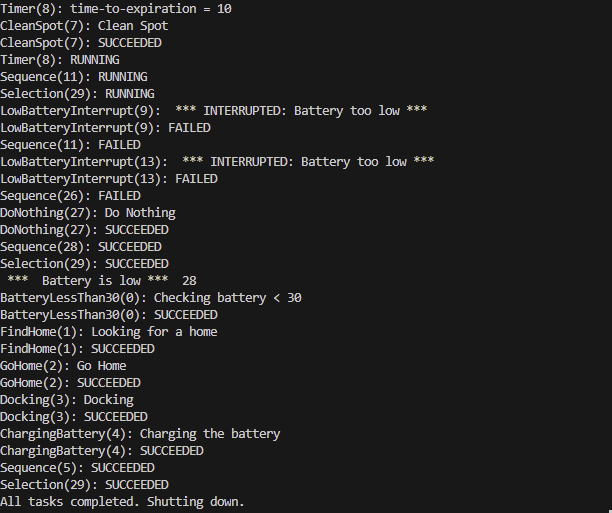 Timer(8): time-to-expiration = 10
CleanSpot(7): Clean Spot
CleanSpot(7): SUCCEEDED
Timer(8): RUNNING
Sequence(11): RUNNING
Selection(29): RUNNING
LowBatteryInterrupt(9):  *** INTERRUPTED: Battery too low ***
LowBatteryInterrupt(9): FAILED
Sequence(11): FAILED
LowBatteryInterrupt(13):  *** INTERRUPTED: Battery too low ***
LowBatteryInterrupt(13): FAILED
Sequence(26): FAILED
DoNothing(27): Do Nothing
DoNothing(27): SUCCEEDED
Sequence(28): SUCCEEDED
Selection(29): SUCCEEDED
 ***  Battery is low ***  28
BatteryLessThan30(0): Checking battery < 30
BatteryLessThan30(0): SUCCEEDED
FindHome(1): Looking for a home
FindHome(1): SUCCEEDED
GoHome(2): Go Home
GoHome(2): SUCCEEDED
Docking(3): Docking
Docking(3): SUCCEEDED
ChargingBattery(4): Charging the battery
ChargingBattery(4): SUCCEEDED
Sequence(5): SUCCEEDED
Selection(29): SUCCEEDED
All tasks completed. Shutting down.